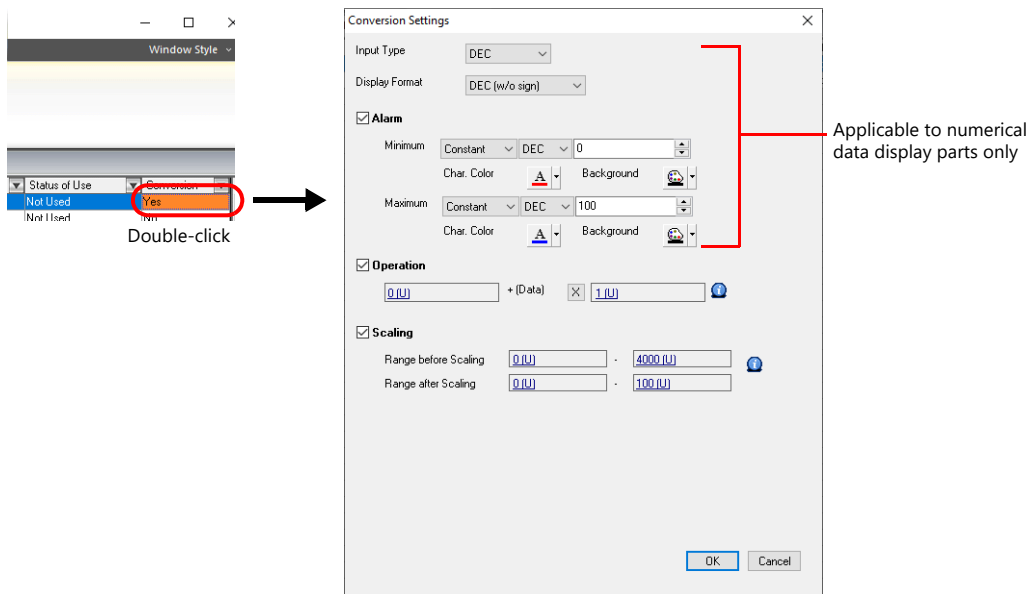 Window Style
Status of Use Conversion
Not Used Yes
Not Used No
Double-click
Conversion Settings
Input Type DEC
Display Format DEC (w/o sign)
Alarm
Minimum Constant DEC 0
Char. Color A Background
Maximum Constant DEC 100
Char. Color A Background
Applicable to numerical
data display parts only
Operation
0 (U) + (Data) X 1 (U)
Scaling
Range before Scaling 0 (U) - 4000 (U)
Range after Scaling 0 (U) - 100 (U)
OK Cancel